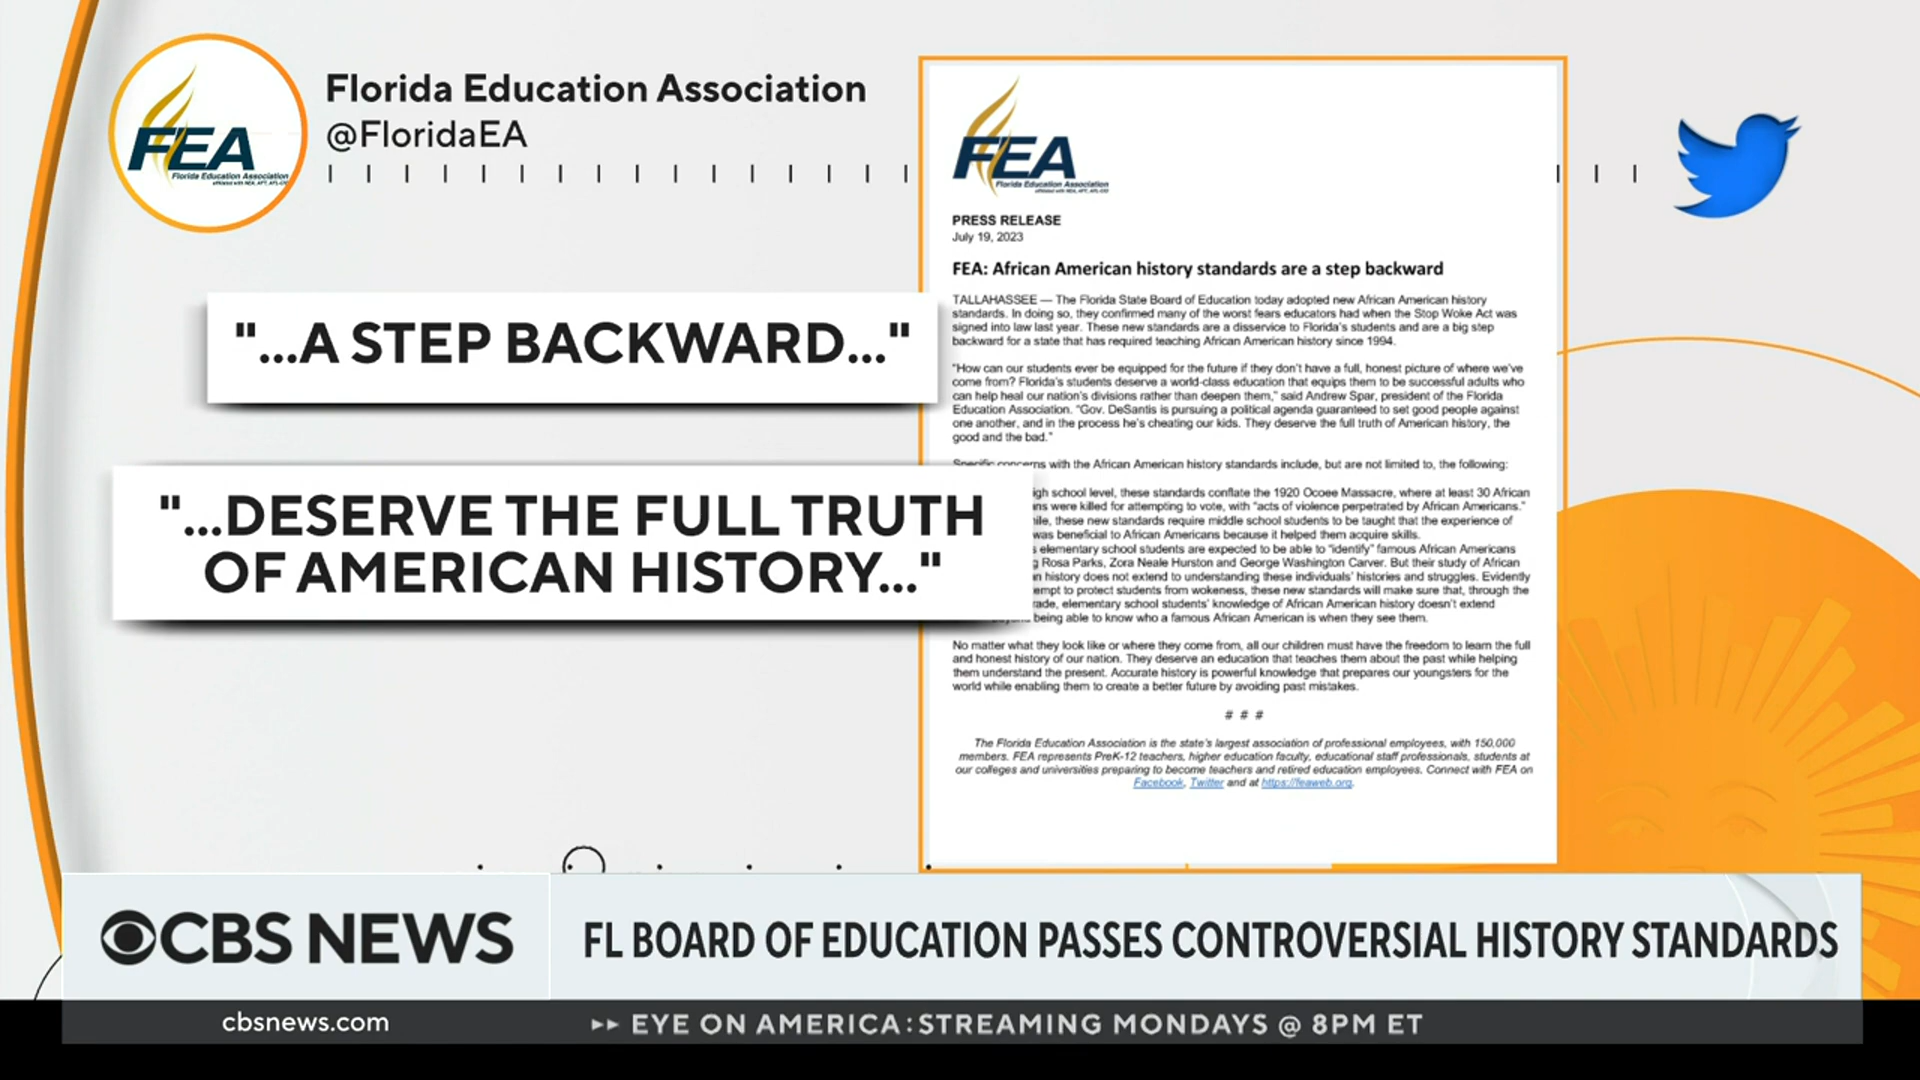 FEA
Florida Education Association
affiliated with NEA, AFT, AFL-CIO
Florida Education Association
@FloridaEA
"...A STEP BACKWARD..."
"...DESERVE THE FULL TRUTH
OF AMERICAN HISTORY..."
FEA
Florida Education Association
affiliated with NEA, AFT, AFL-CIO
PRESS RELEASE
July 19, 2023
FEA: African American history standards are a step backward
TALLAHASSEE — The Florida State Board of Education today adopted new African American history
standards. In doing so, they confirmed many of the worst fears educators had when the Stop Woke Act was
signed into law last year. These new standards are a disservice to Florida's students and are a big step
backward for a state that has required teaching African American history since 1994.
"How can our students ever be equipped for the future if they don't have a full, honest picture of where we've
come from? Florida's students deserve a world-class education that equips them to be successful adults who
can help heal our nation's divisions rather than deepen them," said Andrew Spar, president of the Florida
Education Association. "Gov. DeSantis is pursuing a political agenda guaranteed to set good people against
one another, and in the process he's cheating our kids. They deserve the full truth of American history, the
good and the bad."
Specific concerns with the African American history standards include, but are not limited to, the following:
igh school level, these standards conflate the 1920 Ocoee Massacre, where at least 30 African
ns were killed for attempting to vote, with "acts of violence perpetrated by African Americans."
ile, these new standards require middle school students to be taught that the experience of
was beneficial to African Americans because it helped them acquire skills.
s elementary school students are expected to be able to "identify" famous African Americans
g Rosa Parks, Zora Neale Hurston and George Washington Carver. But their study of African
n history does not extend to understanding these individuals' histories and struggles. Evidently
empt to protect students from wokeness, these new standards will make sure that, through the
rade, elementary school students' knowledge of African American history doesn't extend
being able to know who a famous African American is when they see them.
No matter what they look like or where they come from, all our children must have the freedom to learn the full
and honest history of our nation. They deserve an education that teaches them about the past while helping
them understand the present. Accurate history is powerful knowledge that prepares our youngsters for the
world while enabling them to create a better future by avoiding past mistakes.
# # #
The Florida Education Association is the state's largest association of professional employees, with 150,000
members. FEA represents PreK-12 teachers, higher education faculty, educational staff professionals, students at
our colleges and universities preparing to become teachers and retired education employees. Connect with FEA on
Facebook, Twitter and at https://feaweb.org.
CBS NEWS
FL BOARD OF EDUCATION PASSES CONTROVERSIAL HISTORY STANDARDS
cbsnews.com
EYE ON AMERICA: STREAMING MONDAYS @ 8PM ET